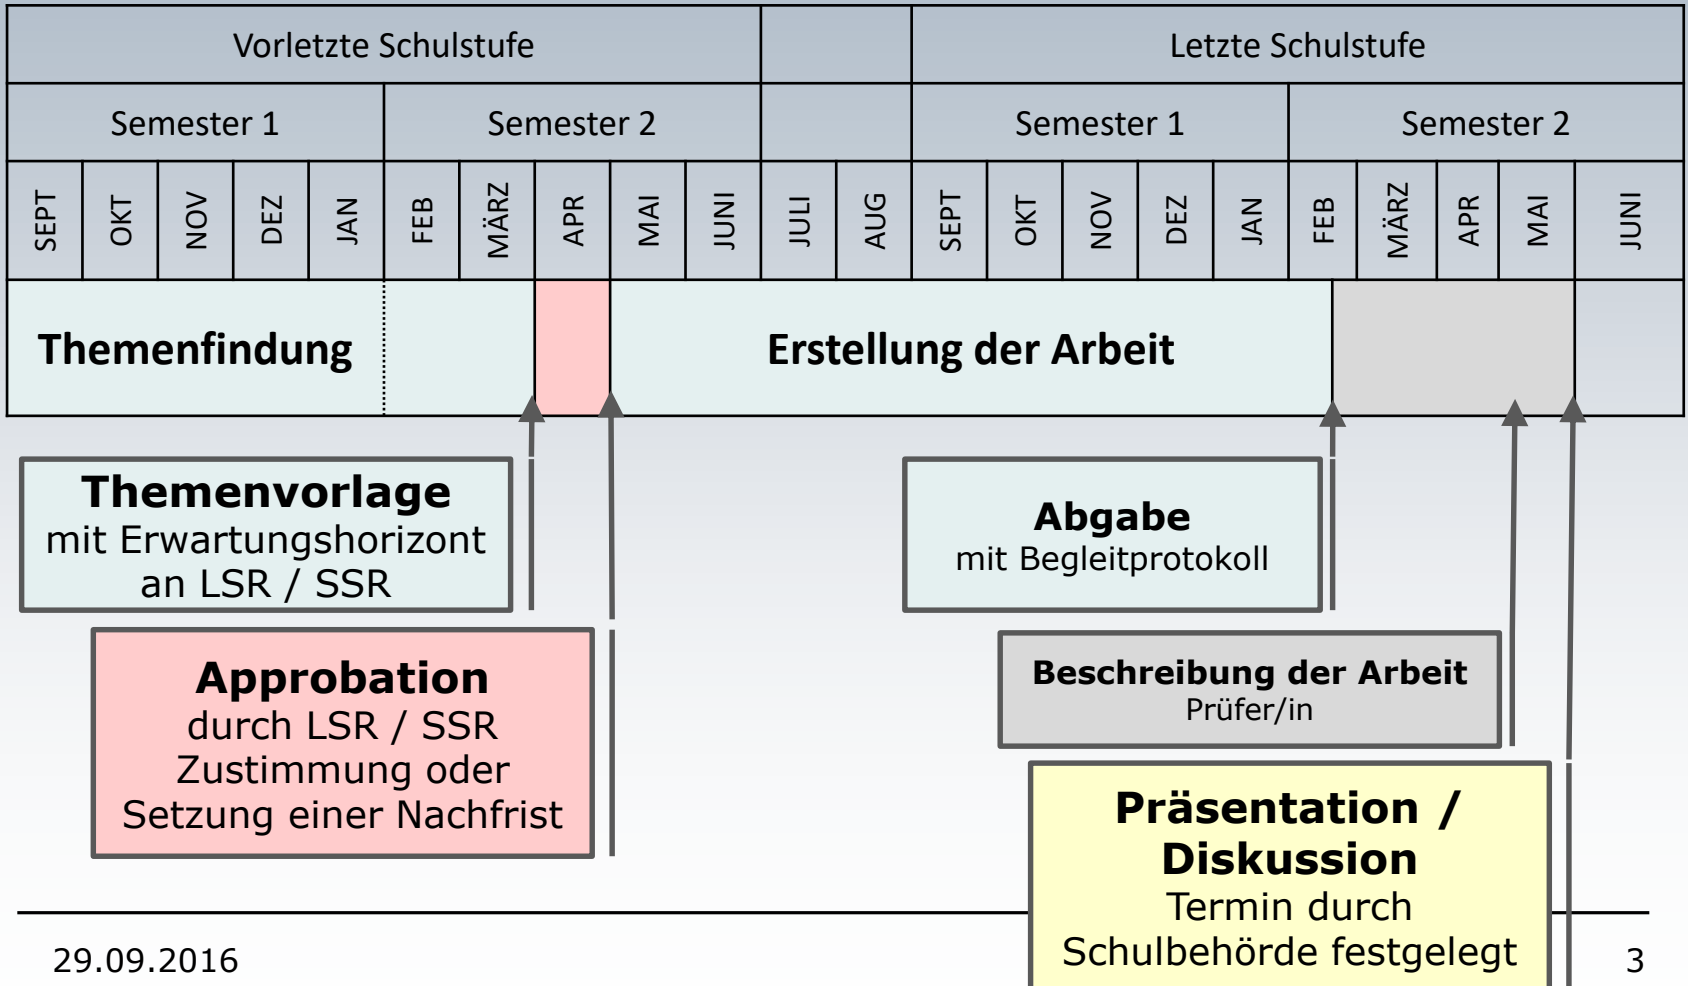 Vorletzte Schulstufe
Letzte Schulstufe
Semester 1
Semester 2
Semester 1
Semester 2
SEPT
OKT
NOV
DEZ
JAN
FEB
MÄRZ
APR
MAI
JUNI
JULI
AUG
SEPT
OKT
NOV
DEZ
JAN
FEB
MÄRZ
APR
MAI
JUNI
Themenfindung
Erstellung der Arbeit
Themenvorlage
mit Erwartungshorizont
an LSR / SSR
Abgabe
mit Begleitprotokoll
Approbation
durch LSR / SSR
Zustimmung oder
Setzung einer Nachfrist
Beschreibung der Arbeit
Prüfer/in
Präsentation /
Diskussion
Termin durch
Schulbehörde festgelegt
29.09.2016
3